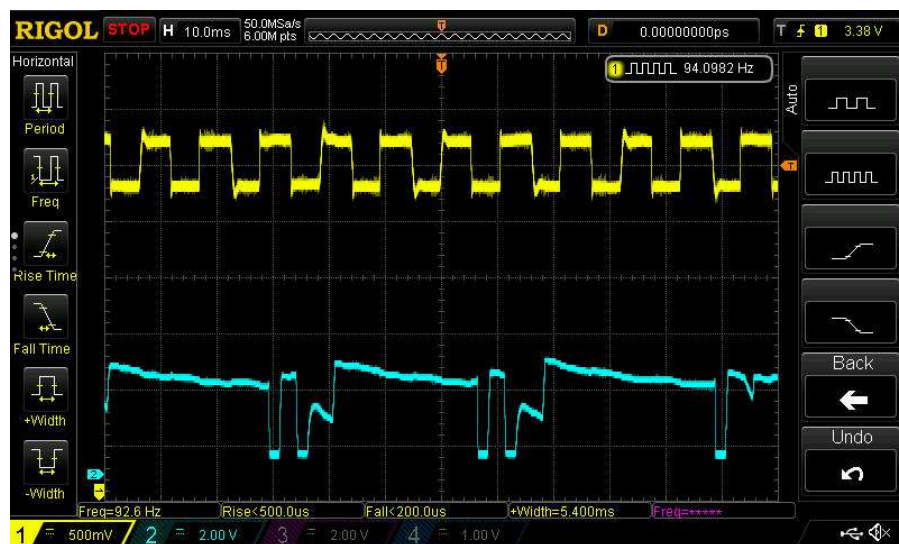 RIGOL STOP H 10.0ms 50.0MSa/s 6.00M pts D 0.00000000ps T 1 3.38 V
Horizontal
T
1 94.0982 Hz
Auto
Period
Freq
Rise Time
Fall Time
+Width
-Width
T
2
Back
Undo
Freq=92.6 Hz Rise<500.0us Fall<200.0us +Width=5.400ms Freq=*****
1 = 500mV 2 = 2.00 V 3 = 2.00 V 4 = 1.00 V